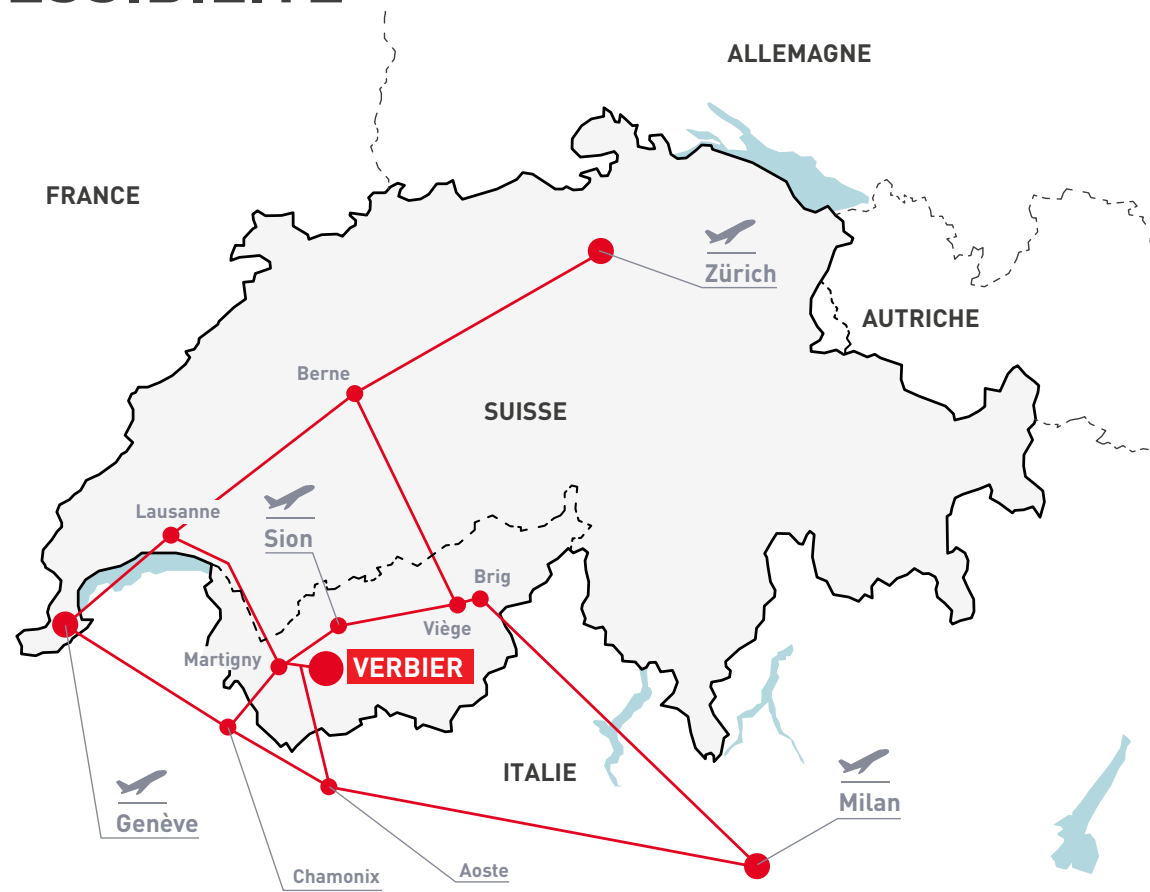 ALLEMAGNE
FRANCE
Zürich
AUTRICHE
Berne
SUISSE
Lausanne
Sion
Brig
Viège
Martigny
VERBIER
ITALIE
Milan
Genève
Aoste
Chamonix